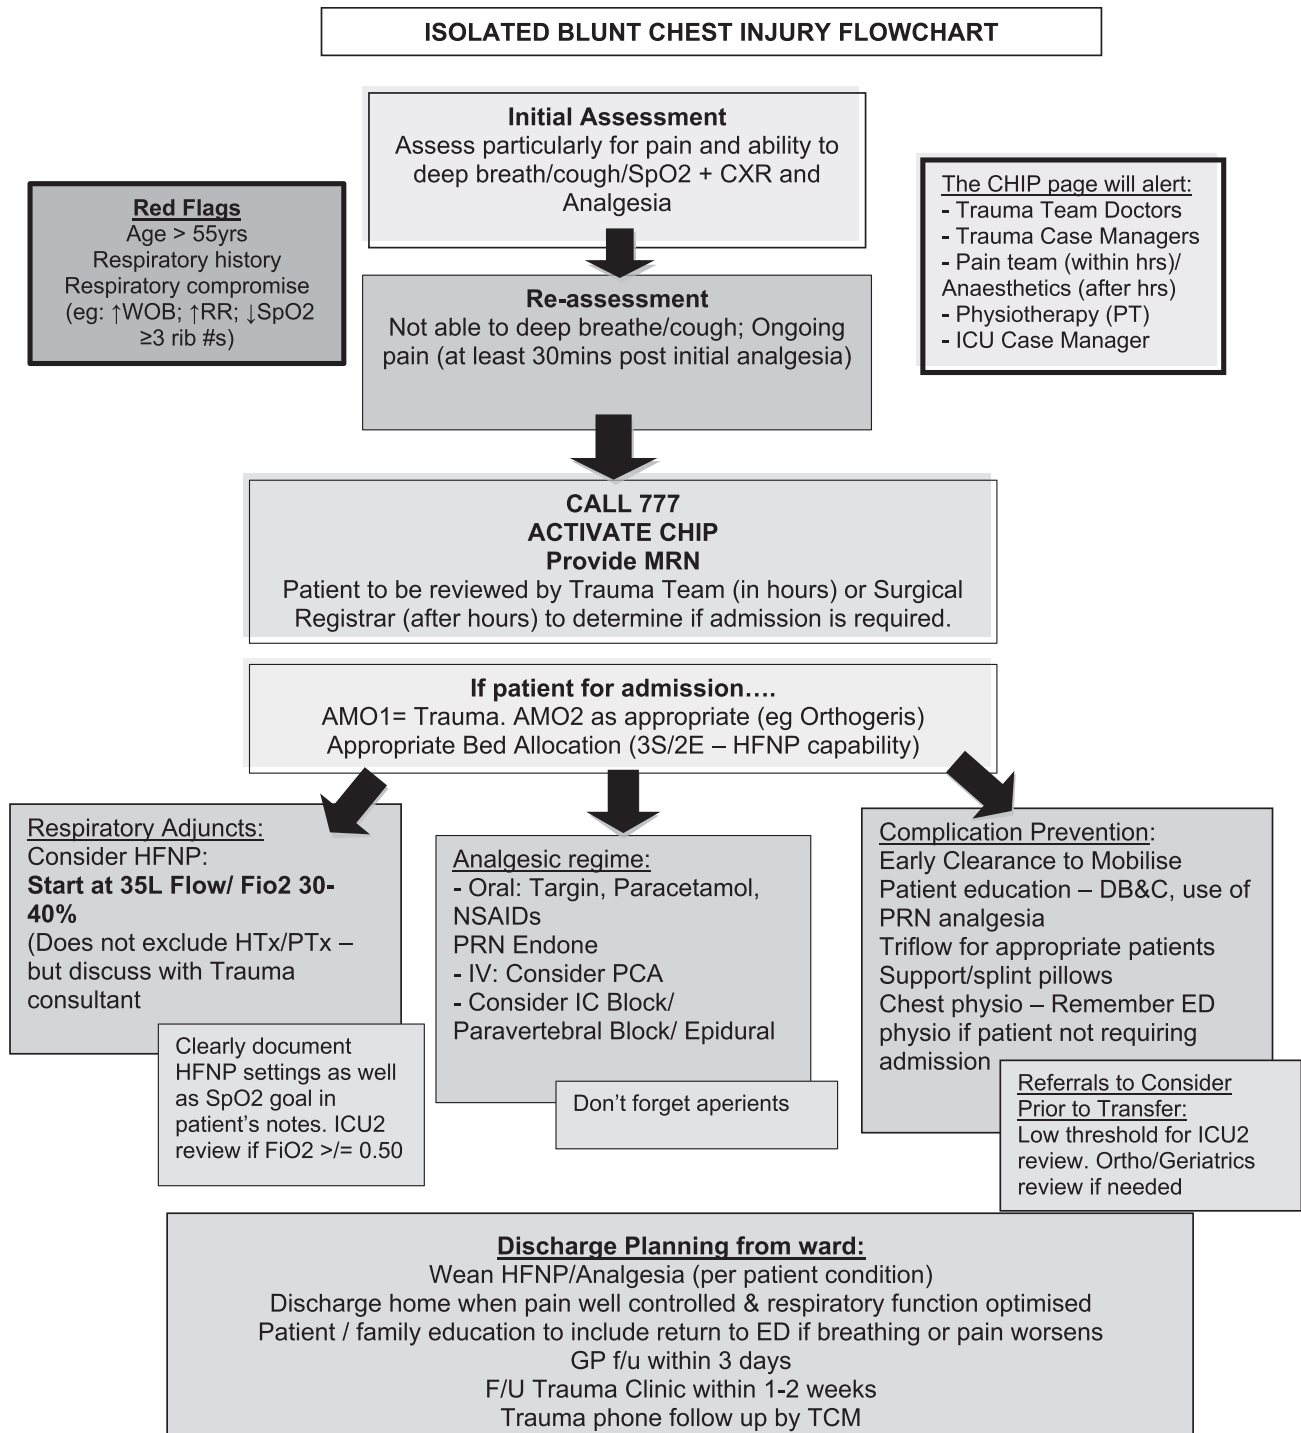 ISOLATED BLUNT CHEST INJURY FLOWCHART
Initial Assessment
Assess particularly for pain and ability to
deep breath/cough/SpO2 + CXR and
Analgesia
Red Flags
Age > 55yrs
Respiratory history
Respiratory compromise
(eg: ↑WOB; ↑RR; ↓SpO2
≥3 rib #s)
The CHIP page will alert:
- Trauma Team Doctors
- Trauma Case Managers
- Pain team (within hrs)/
Anaesthetics (after hrs)
- Physiotherapy (PT)
- ICU Case Manager
Re-assessment
Not able to deep breathe/cough; Ongoing
pain (at least 30mins post initial analgesia)
CALL 777
ACTIVATE CHIP
Provide MRN
Patient to be reviewed by Trauma Team (in hours) or Surgical
Registrar (after hours) to determine if admission is required.
If patient for admission….
AMO1= Trauma. AMO2 as appropriate (eg Orthogeris)
Appropriate Bed Allocation (3S/2E – HFNP capability)
Respiratory Adjuncts:
Consider HFNP:
Start at 35L Flow/ Fio2 30-
40%
(Does not exclude HTx/PTx –
but discuss with Trauma
consultant
Clearly document
HFNP settings as well
as SpO2 goal in
patient's notes. ICU2
review if FiO2 >/= 0.50
Analgesic regime:
- Oral: Targin, Paracetamol,
NSAIDs
PRN Endone
- IV: Consider PCA
- Consider IC Block/
Paravertebral Block/ Epidural
Don't forget aperients
Complication Prevention:
Early Clearance to Mobilise
Patient education – DB&C, use of
PRN analgesia
Triflow for appropriate patients
Support/splint pillows
Chest physio – Remember ED
physio if patient not requiring
admission
Referrals to Consider
Prior to Transfer:
Low threshold for ICU2
review. Ortho/Geriatrics
review if needed
Discharge Planning from ward:
Wean HFNP/Analgesia (per patient condition)
Discharge home when pain well controlled & respiratory function optimised
Patient / family education to include return to ED if breathing or pain worsens
GP f/u within 3 days
F/U Trauma Clinic within 1-2 weeks
Trauma phone follow up by TCM